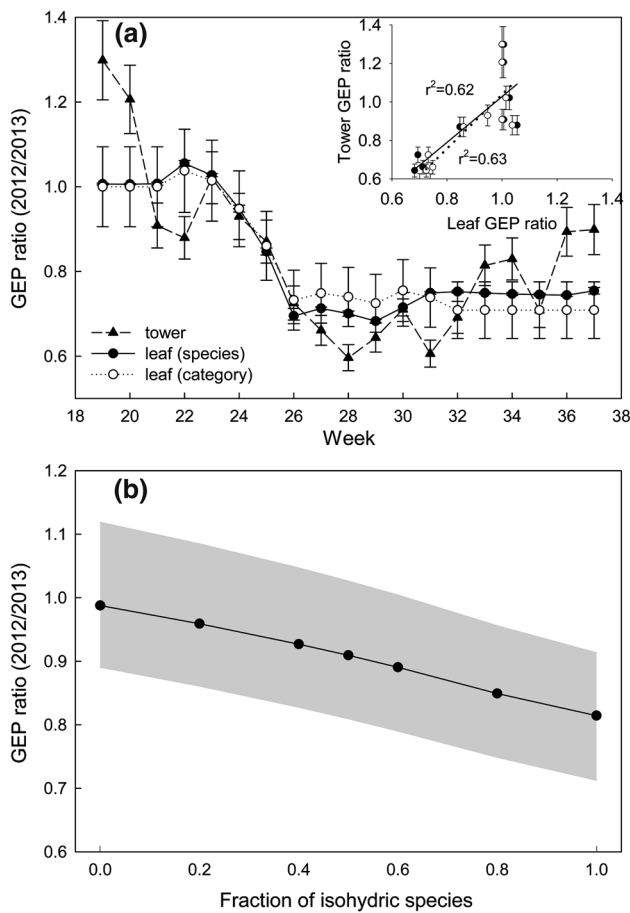 (a)
GEP ratio (2012/2013)
1.4
1.2
1.0
0.8
0.6
18 20 22 24 26 28 30 32 34 36 38
Week
tower
leaf (species)
leaf (category)
Tower GEP ratio
1.4
1.2
1.0
0.8
0.6
r²=0.62
r²=0.63
0.6 0.8 1.0 1.2 1.4
Leaf GEP ratio
(b)
GEP ratio (2012/2013)
1.2
1.1
1.0
0.9
0.8
0.7
0.6
0.0 0.2 0.4 0.6 0.8 1.0
Fraction of isohydric species